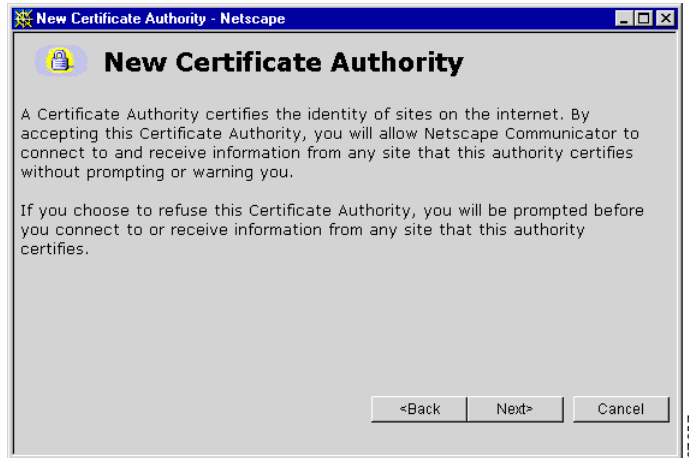 New Certificate Authority - Netscape
New Certificate Authority
A Certificate Authority certifies the identity of sites on the internet. By
accepting this Certificate Authority, you will allow Netscape Communicator to
connect to and receive information from any site that this authority certifies
without prompting or warning you.
If you choose to refuse this Certificate Authority, you will be prompted before
you connect to or receive information from any site that this authority
certifies.
<Back
Next>
Cancel